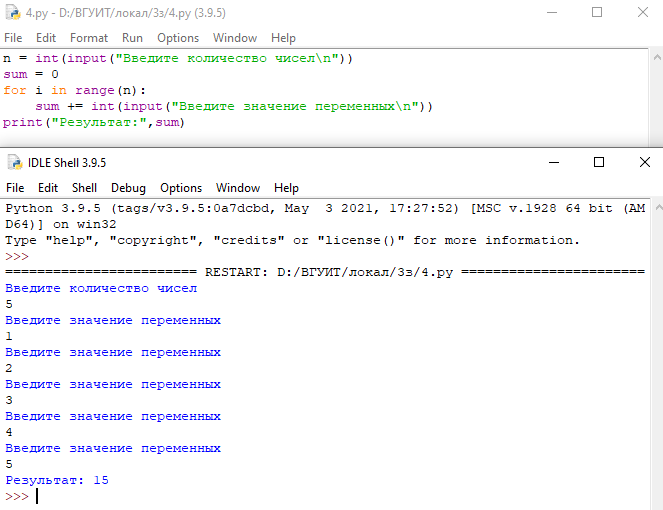 4.py - D:/ВГУИТ/локал/3з/4.py (3.9.5)
File Edit Format Run Options Window Help
n = int(input("Введите количество чисел\n"))
sum = 0
for i in range(n):
    sum += int(input("Введите значение переменных\n"))
print("Результат:",sum)
IDLE Shell 3.9.5
File Edit Shell Debug Options Window Help
Python 3.9.5 (tags/v3.9.5:0a7dcbd, May  3 2021, 17:27:52) [MSC v.1928 64 bit (AM
D64)] on win32
Type "help", "copyright", "credits" or "license()" for more information.
>>>
======================== RESTART: D:/ВГУИТ/локал/3з/4.py =======================
Введите количество чисел
5
Введите значение переменных
1
Введите значение переменных
2
Введите значение переменных
3
Введите значение переменных
4
Введите значение переменных
5
Результат: 15
>>>